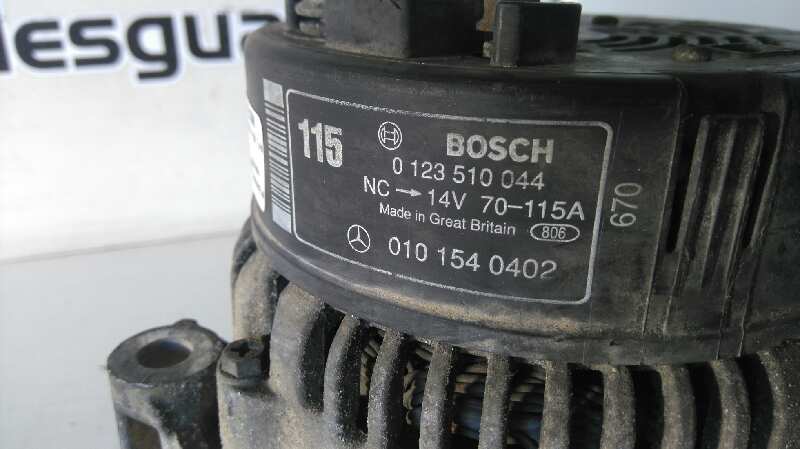 desgua
115
BOSCH
0 123 510 044
NC → 14V 70-115A
Made in Great Britain 806
010 154 0402
670